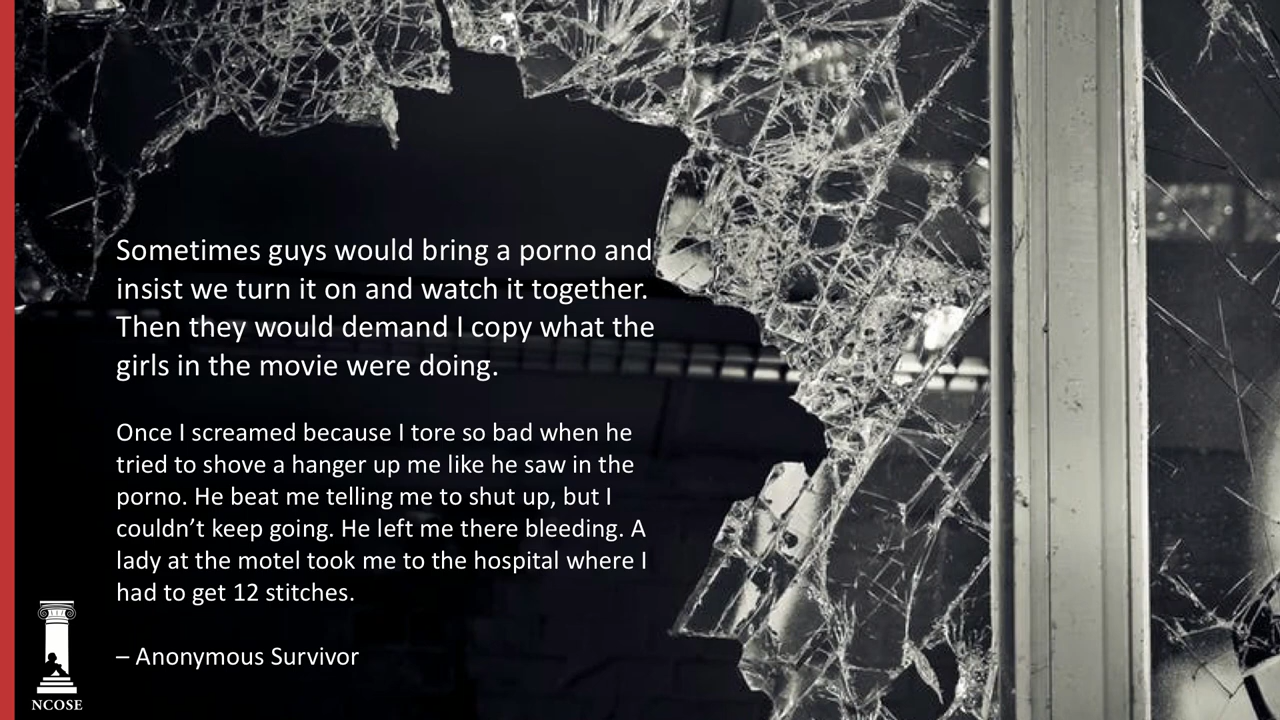 Sometimes guys would bring a porno and
insist we turn it on and watch it together.
Then they would demand I copy what the
girls in the movie were doing.
Once I screamed because I tore so bad when he
tried to shove a hanger up me like he saw in the
porno. He beat me telling me to shut up, but I
couldn’t keep going. He left me there bleeding. A
lady at the motel took me to the hospital where I
had to get 12 stitches.
– Anonymous Survivor
NCOSE